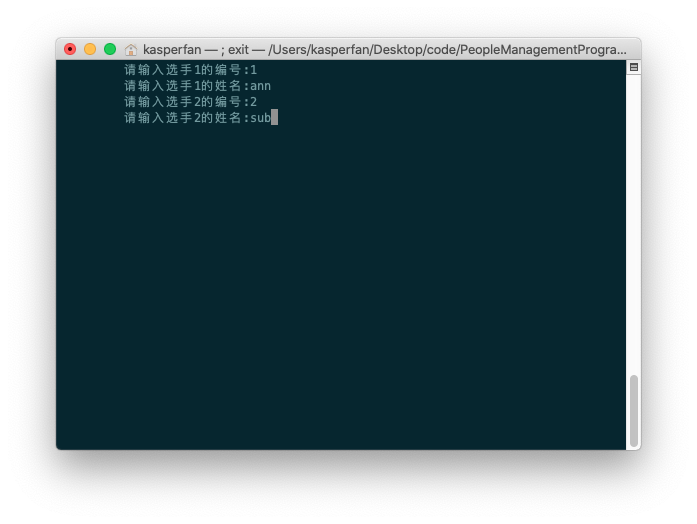 kasperfan — ; exit — /Users/kasperfan/Desktop/code/PeopleManagementProgra...
请输入选手1的编号:1
请输入选手1的姓名:ann
请输入选手2的编号:2
请输入选手2的姓名:sub